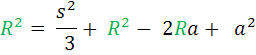 R² = s²/3 + R² − 2Ra + a²